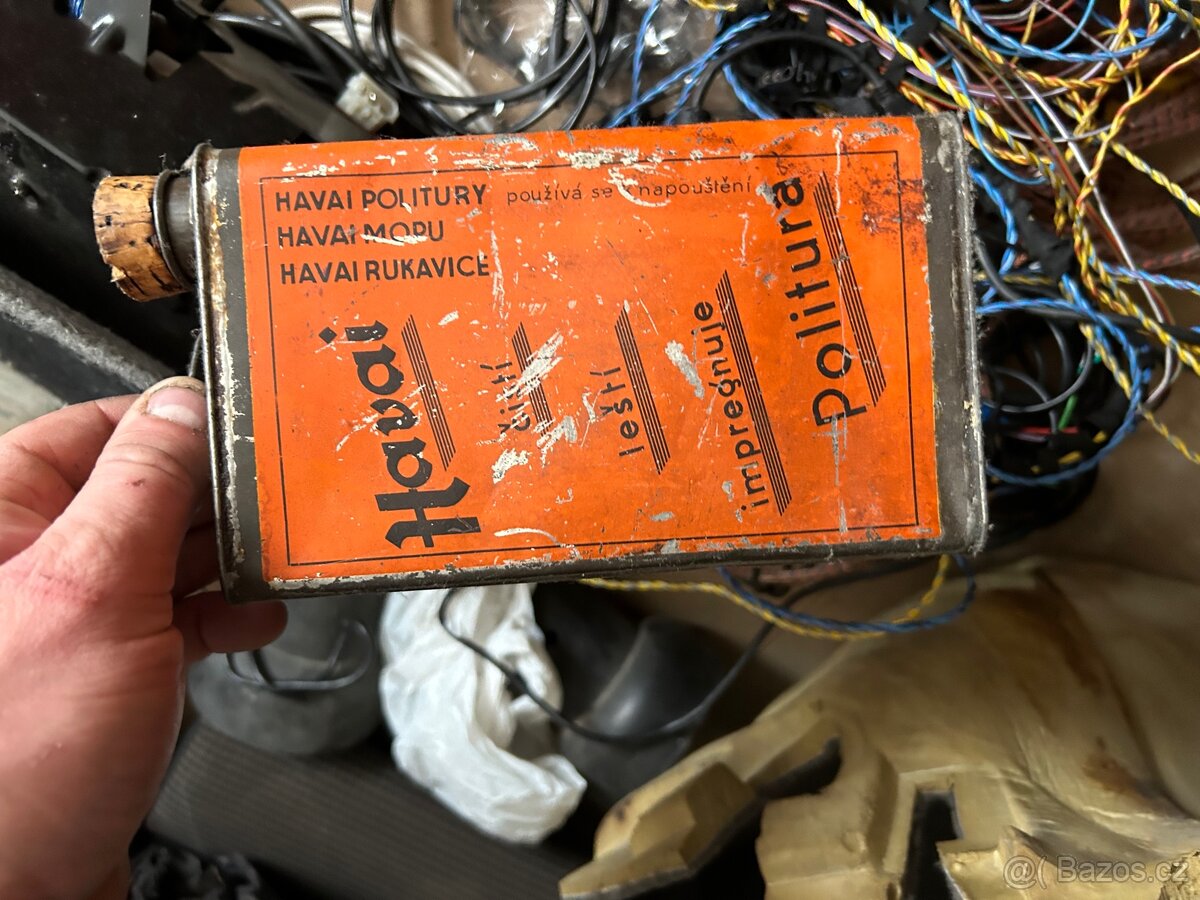 HAVAI POLITURY používá se k napouštění
HAVAI MOPU
HAVAI RUKAVICE
Havai
čistí
leští
impregnuje
Politura
@( Bazos.cz